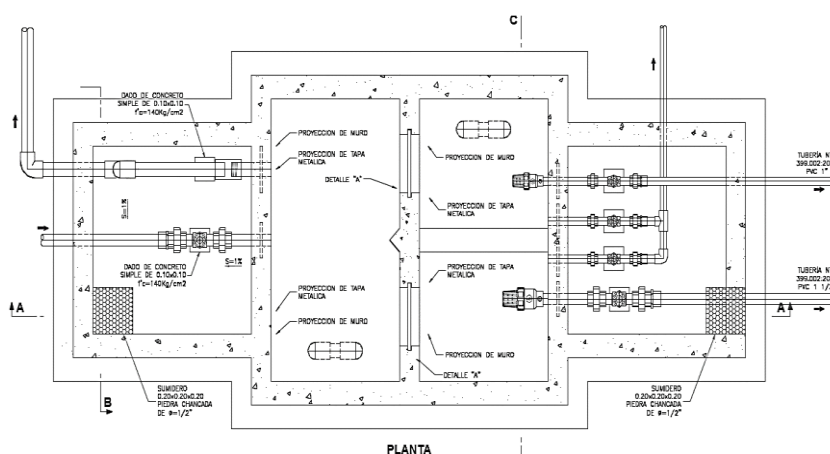 C
DADO DE CONCRETO
SIMPLE DE 0.10x0.10
f'c=140Kg/cm2
PROYECCION DE MURO
PROYECCION DE TAPA
METALICA
DETALLE "A"
PROYECCION DE MURO
PROYECCION DE TAPA
METALICA
TUBERÍA N
399.002:20
PVC 1"
S=1%
S=1%
DADO DE CONCRETO
SIMPLE DE 0.10x0.10
f'c=140Kg/cm2
PROYECCION DE TAPA
METALICA
PROYECCION DE MURO
PROYECCION DE TAPA
METALICA
PROYECCION DE MURO
DETALLE "A"
TUBERÍA N
399.002:20
PVC 1 1/
A
A
B
SUMIDERO
0.20x0.20x0.20
PIEDRA CHANCADA
DE ø=1/2"
SUMIDERO
0.20x0.20x0.20
PIEDRA CHANCADA
DE ø=1/2"
PLANTA